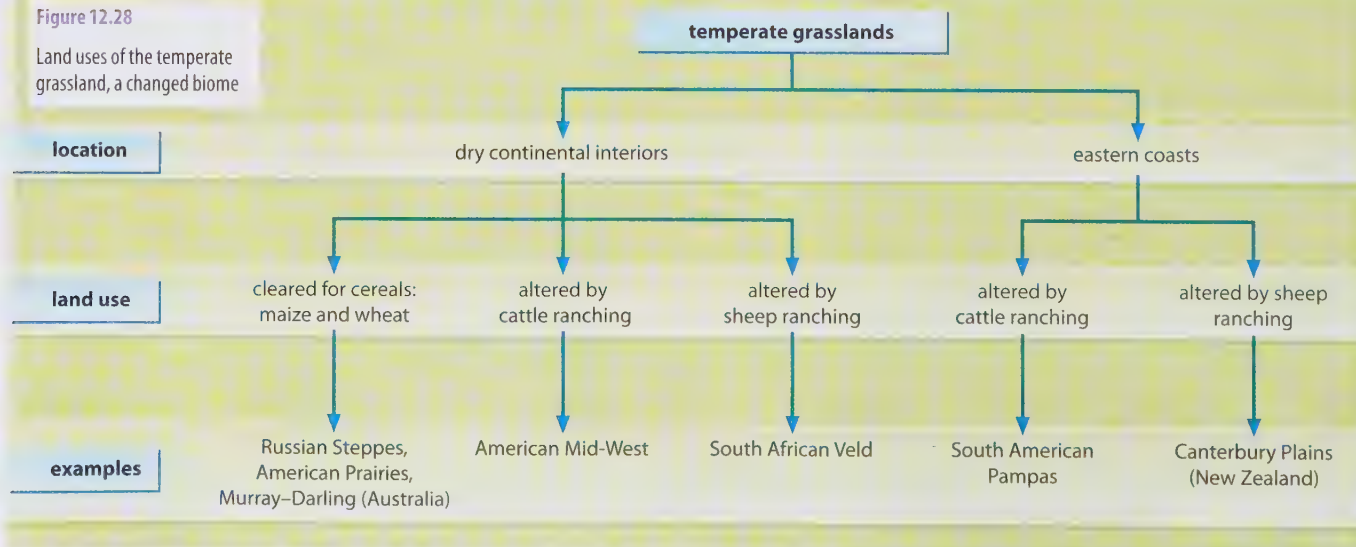 Figure 12.28
Land uses of the temperate
grassland, a changed biome
temperate grasslands
location
dry continental interiors
eastern coasts
land use
cleared for cereals:
maize and wheat
altered by
cattle ranching
altered by
sheep ranching
altered by
cattle ranching
altered by sheep
ranching
examples
Russian Steppes,
American Prairies,
Murray–Darling (Australia)
American Mid-West
South African Veld
South American
Pampas
Canterbury Plains
(New Zealand)